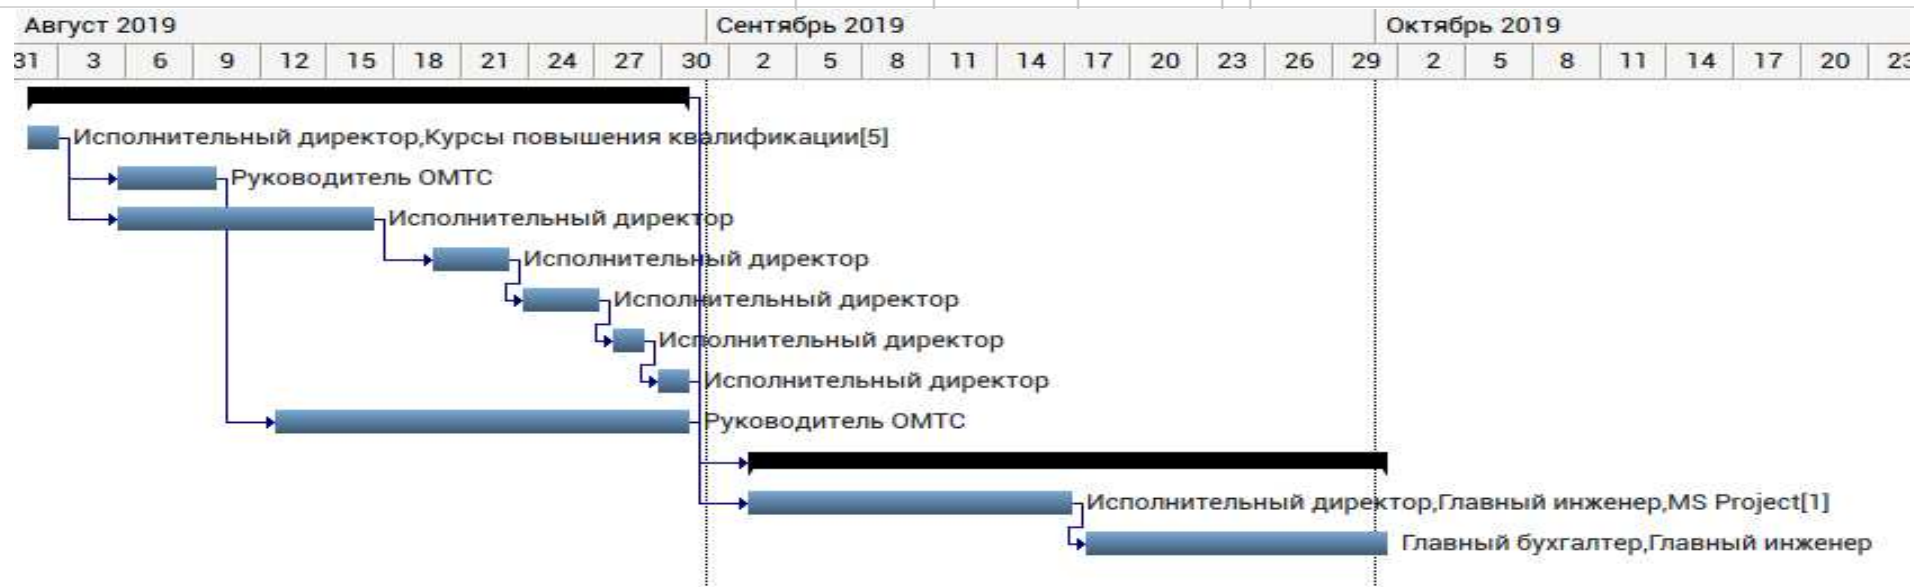 Август 2019 Сентябрь 2019 Октябрь 2019
31 3 6 9 12 15 18 21 24 27 30 2 5 8 11 14 17 20 23 26 29 2 5 8 11 14 17 20 23
Исполнительный директор,Курсы повышения квалификации[5]
Руководитель ОМТС
Исполнительный директор
Исполнительный директор
Исполнительный директор
Исполнительный директор
Исполнительный директор
Руководитель ОМТС
Исполнительный директор,Главный инженер,MS Project[1]
Главный бухгалтер,Главный инженер